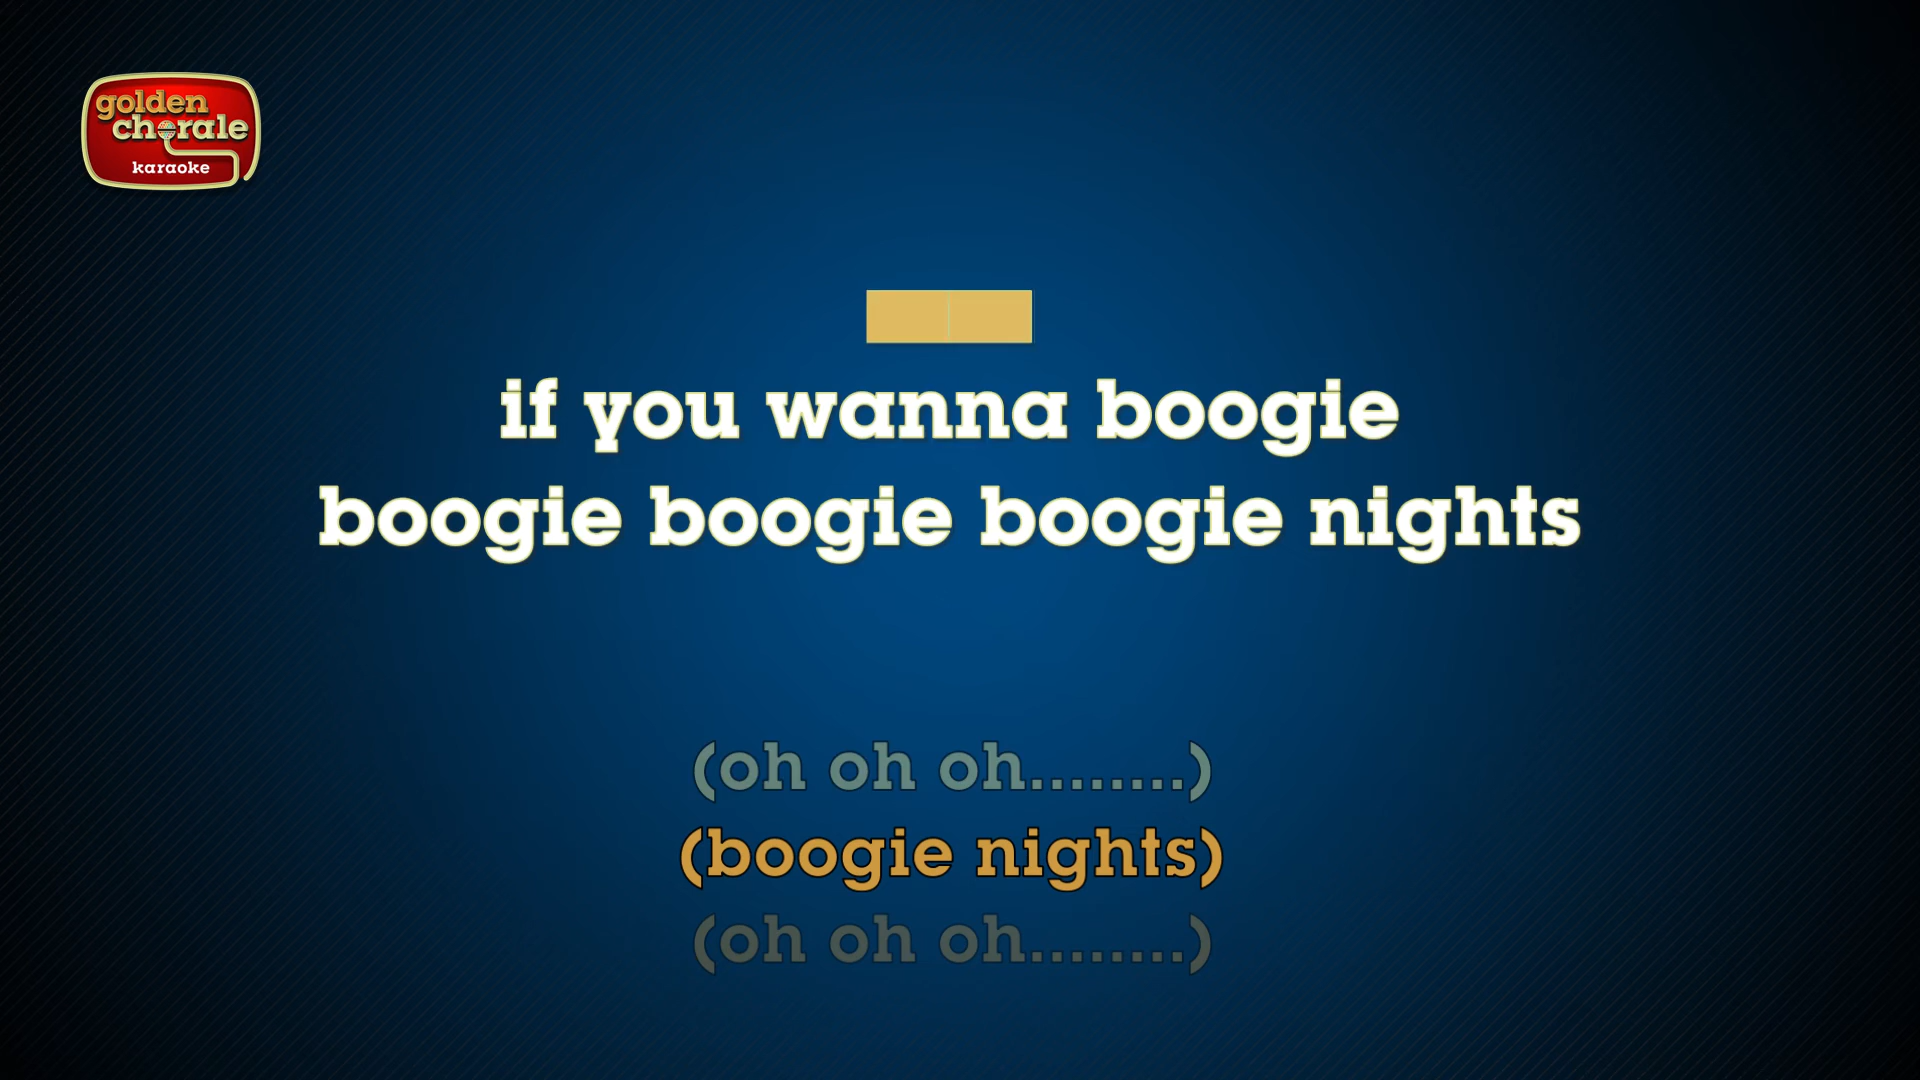 golden
chorale
karaoke
if you wanna boogie
boogie boogie boogie nights
(oh oh oh........)
(boogie nights)
(oh oh oh........)